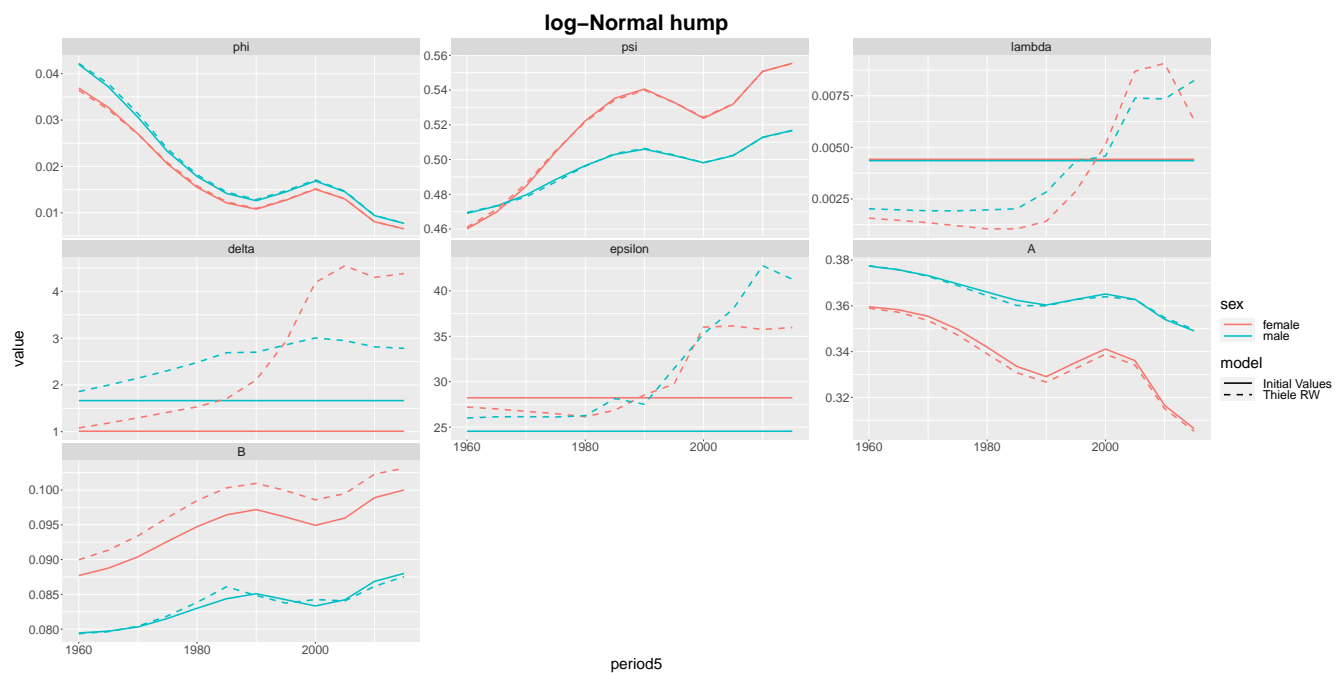 log−Normal hump
phi
psi
lambda
0.04
0.03
0.02
0.01
0.56
0.54
0.52
0.50
0.48
0.46
0.0075
0.0050
0.0025
delta
epsilon
A
4
3
2
1
40
35
30
25
0.38
0.36
0.34
0.32
1960
1980
2000
1960
1980
2000
B
0.100
0.095
0.090
0.085
0.080
1960
1980
2000
value
period5
sex
female
male
model
Initial Values
Thiele RW